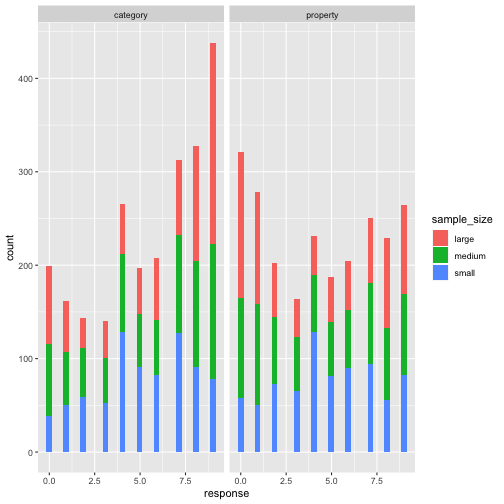 category property
count
400
300
200
100
0
0.0 2.5 5.0 7.5 0.0 2.5 5.0 7.5
response
sample_size
large
medium
small